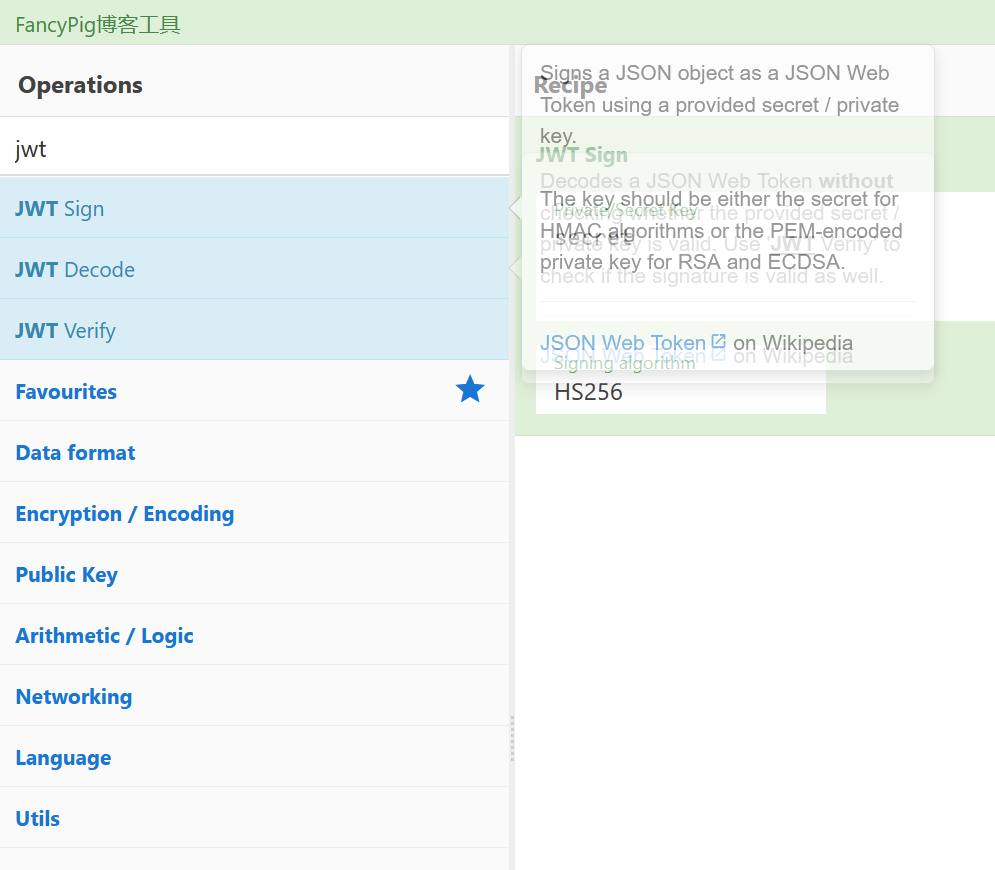 FancyPig博客工具
Operations
Recipe
jwt
JWT Sign
JWT Decode
JWT Verify
Favourites
Data format
Encryption / Encoding
Public Key
Arithmetic / Logic
Networking
Language
Utils
Signs a JSON object as a JSON Web
Token using a provided secret / private
key.
The key should be either the secret for
HMAC algorithms or the PEM-encoded
private key for RSA and ECDSA.
JSON Web Token on Wikipedia
Decodes a JSON Web Token without
checking whether the provided secret /
private key is valid. Use 'JWT Verify' to
check if the signature is valid as well.
JSON Web Token on Wikipedia
JWT Sign
Private/Secret Key
secret
Signing algorithm
HS256